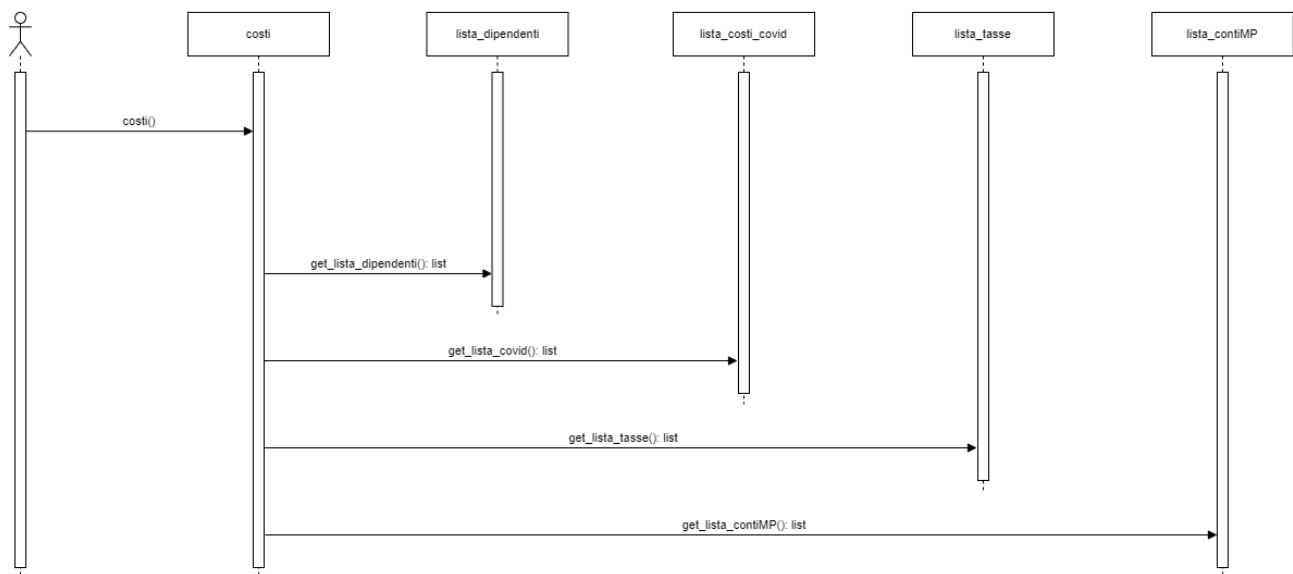 costi
lista_dipendenti
lista_costi_covid
lista_tasse
lista_contiMP
costi()
get_lista_dipendenti(): list
get_lista_covid(): list
get_lista_tasse(): list
get_lista_contiMP(): list